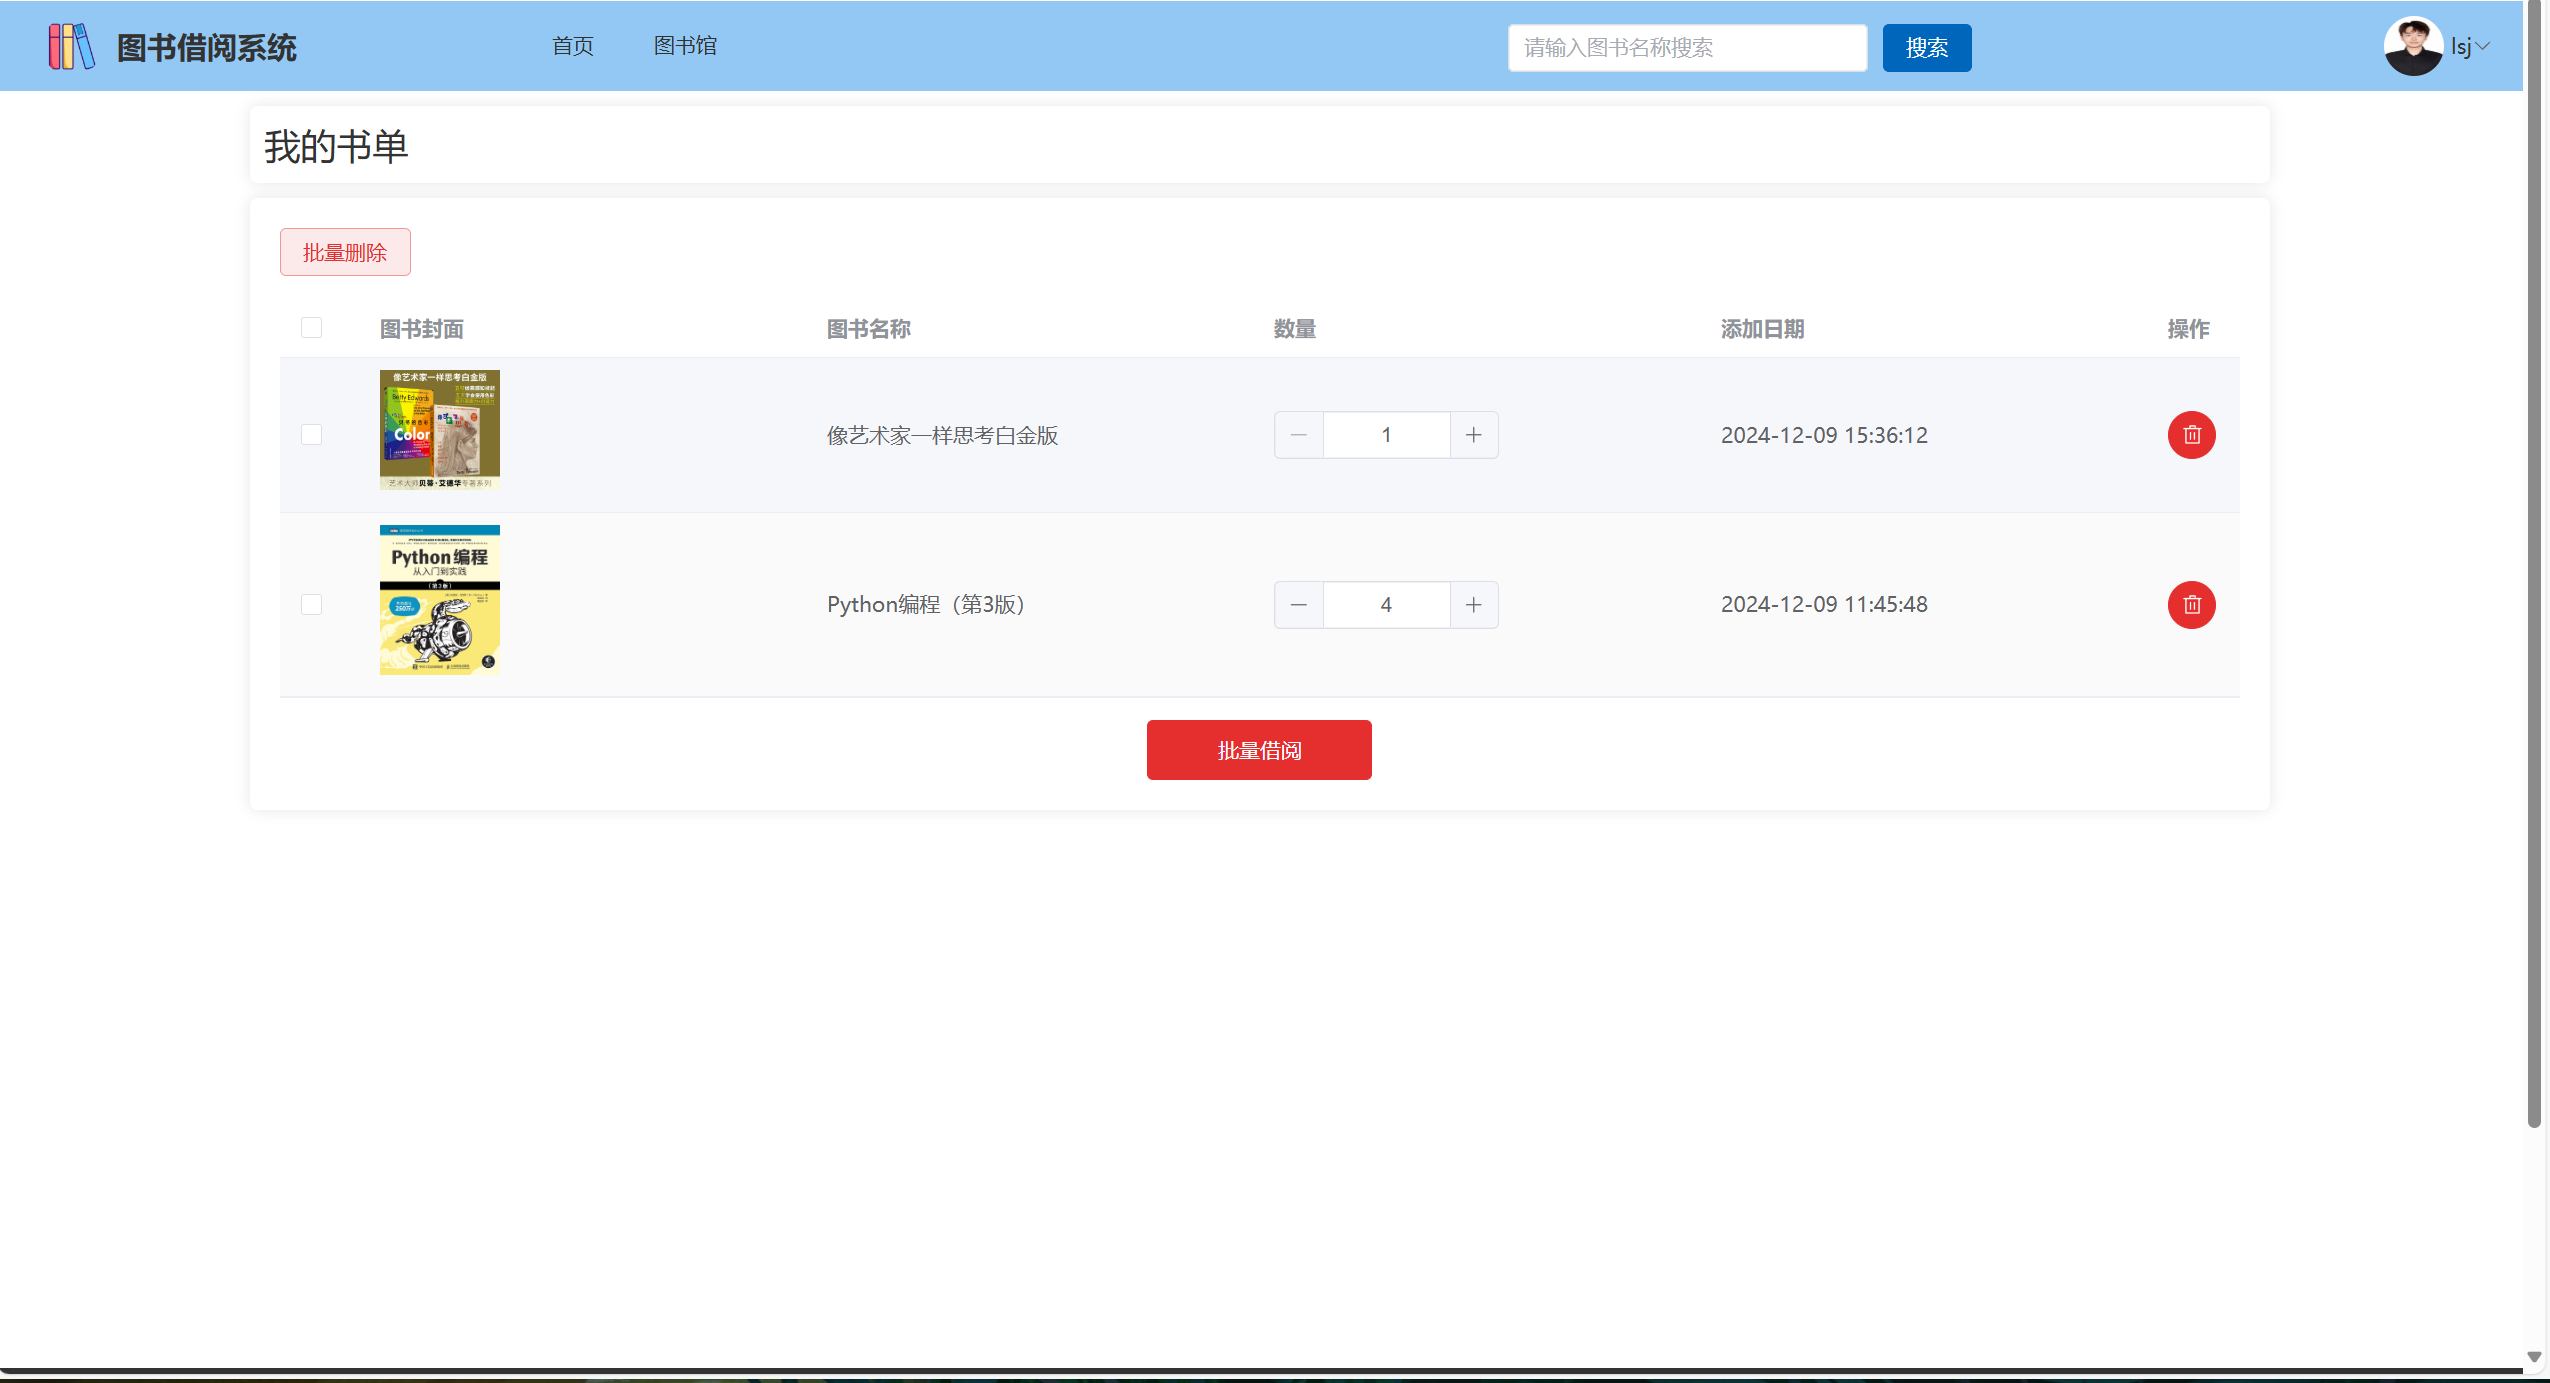 图书借阅系统
首页
图书馆
请输入图书名称搜索
搜索
lsj
我的书单
批量删除
图书封面
图书名称
数量
添加日期
操作
像艺术家一样思考白金版
Betty Edwards
Color
艺术大师贝蒂·艾德华专著系列
像艺术家一样思考白金版
1
2024-12-09 15:36:12
Python编程
从入门到实践
(第3版)
Python编程（第3版）
4
2024-12-09 11:45:48
批量借阅